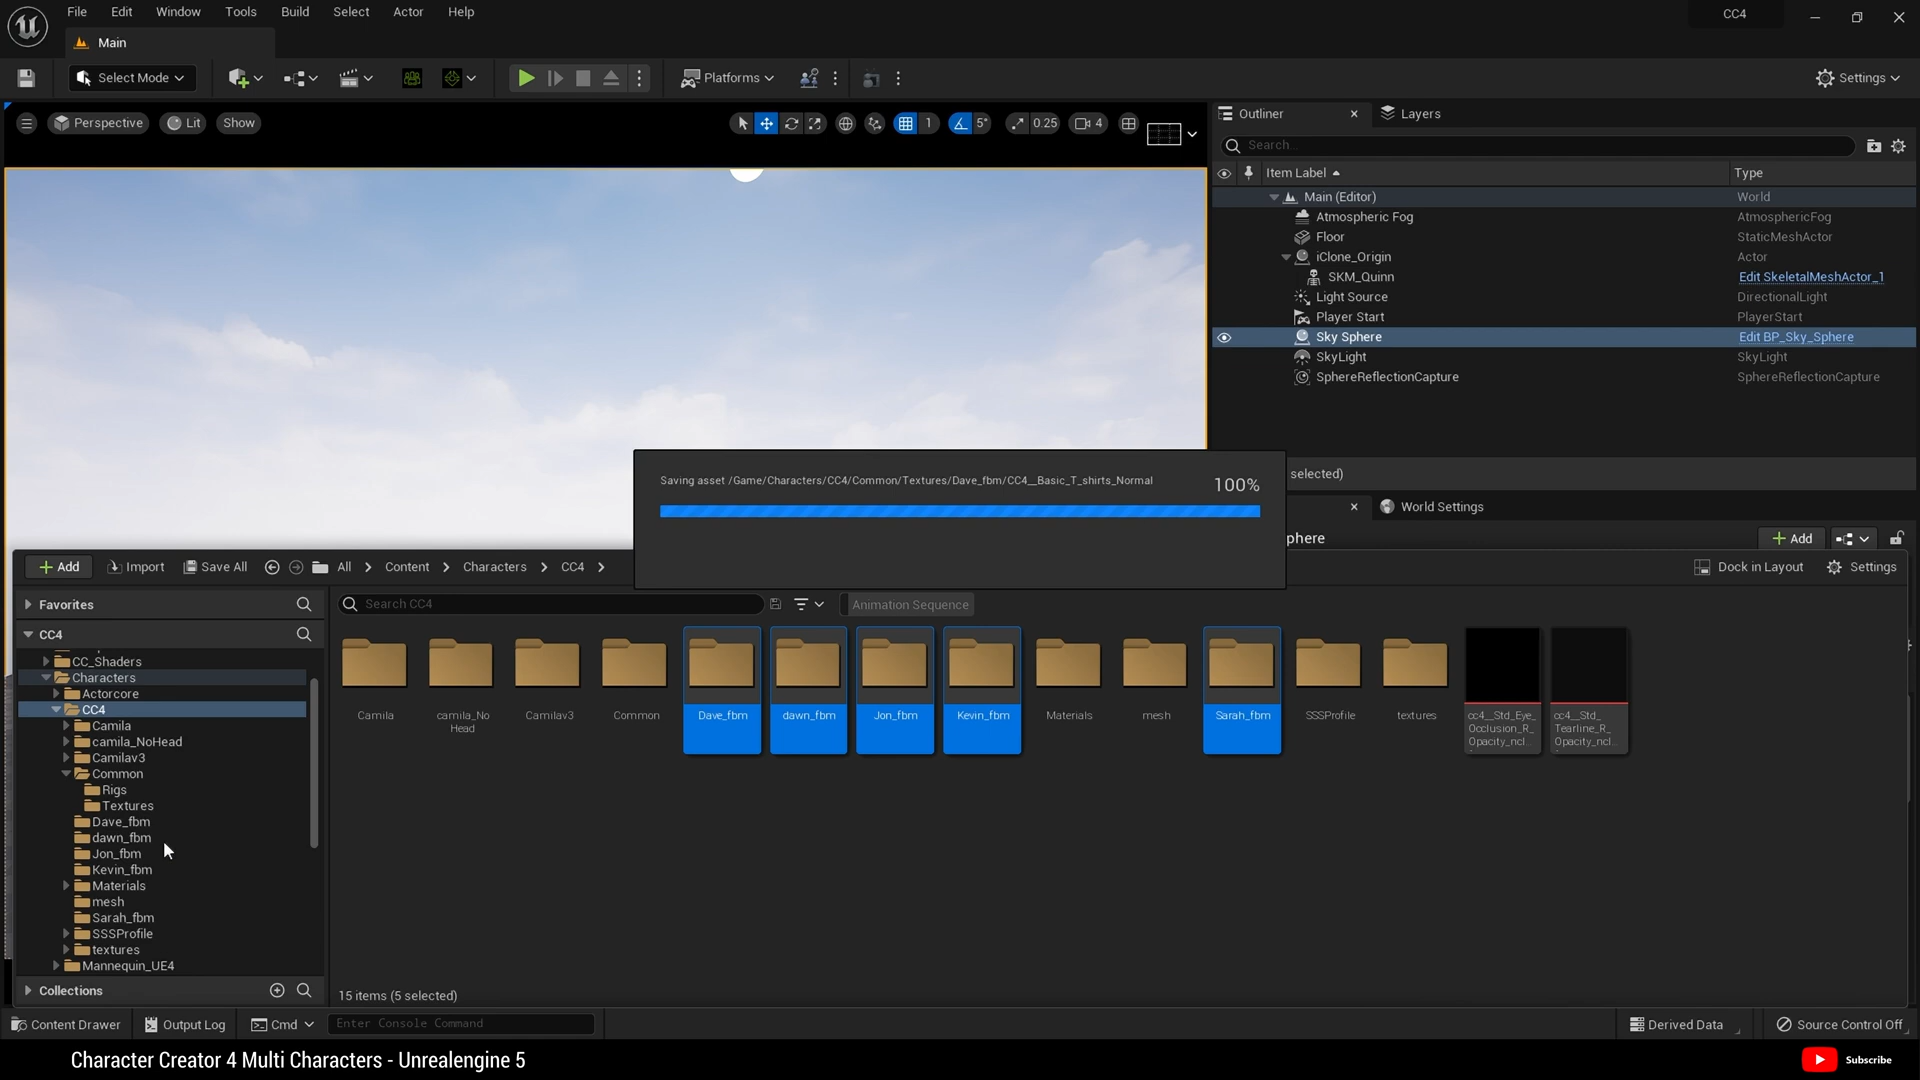 File Edit Window Tools Build Select Actor Help
CC4
Main
Select Mode
Platforms
Settings
Perspective Lit Show
1 5° 0.25 4
Outliner
Layers
Search...
Item Label Type
Main (Editor) World
Atmospheric Fog AtmosphericFog
Floor StaticMeshActor
iClone_Origin Actor
SKM_Quinn Edit SkeletalMeshActor_1
Light Source DirectionalLight
Player Start PlayerStart
Sky Sphere Edit BP_Sky_Sphere
SkyLight SkyLight
SphereReflectionCapture SphereReflectionCapture
selected)
World Settings
phere
Add
Saving asset /Game/Characters/CC4/Common/Textures/Dave_fbm/CC4__Basic_T_shirts_Normal 100%
Add Import Save All All Content Characters CC4
Dock in Layout Settings
Favorites
CC4
CC_Shaders
Characters
Actorcore
CC4
Camila
camila_NoHead
Camilav3
Common
Rigs
Textures
Dave_fbm
dawn_fbm
Jon_fbm
Kevin_fbm
Materials
mesh
Sarah_fbm
SSSProfile
textures
Mannequin_UE4
Collections
Search CC4
Animation Sequence
Camila
camila_No
Head
Camilav3
Common
Dave_fbm
dawn_fbm
Jon_fbm
Kevin_fbm
Materials
mesh
Sarah_fbm
SSSProfile
textures
cc4__Std_Eye_
Occlusion_R_
Opacity_ncl...
cc4__Std_
Tearline_R_
Opacity_ncl...
15 items (5 selected)
Content Drawer Output Log Cmd Enter Console Command
Derived Data Source Control Off
Character Creator 4 Multi Characters - Unrealengine 5
Subscribe